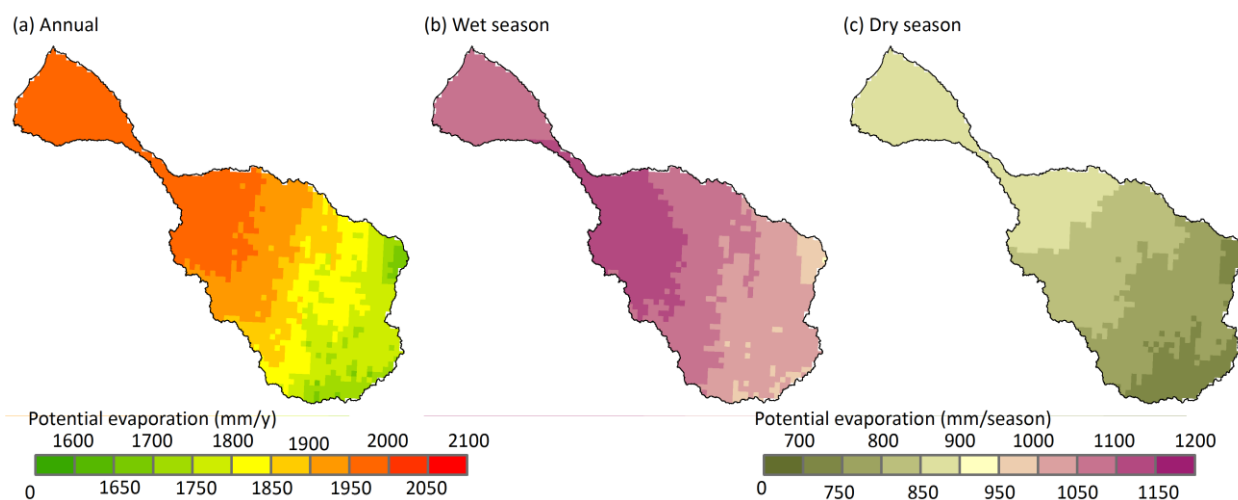 (a) Annual
(b) Wet season
(c) Dry season
Potential evaporation (mm/y)
1600 1700 1800 1900 2000 2100
0 1650 1750 1850 1950 2050
Potential evaporation (mm/season)
700 800 900 1000 1100 1200
0 750 850 950 1050 1150